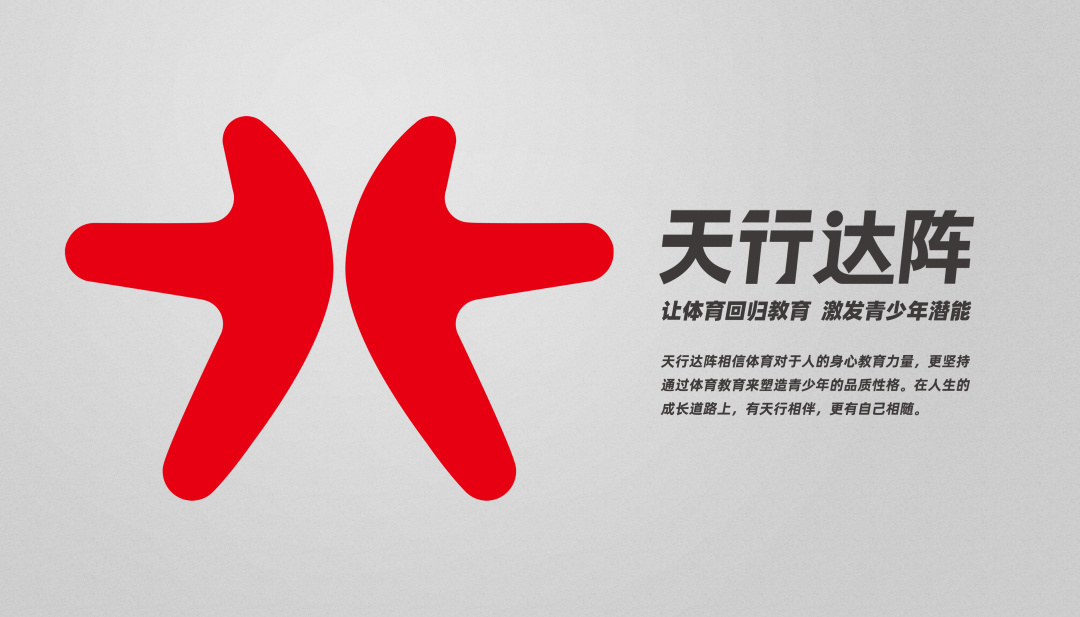 天行达阵
让体育回归教育 激发青少年潜能
天行达阵相信体育对于人的身心教育力量，更坚持
通过体育教育来塑造青少年的品质性格。在人生的
成长道路上，有天行相伴，更有自己相随。